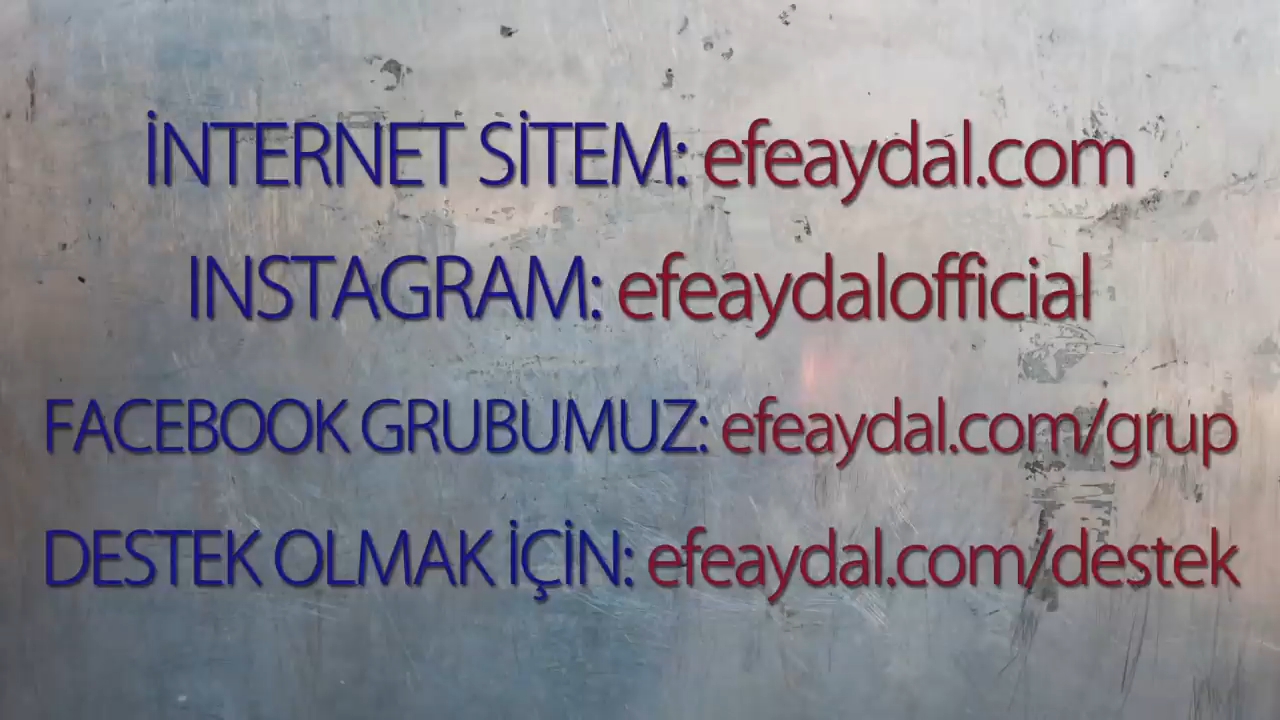 İNTERNET SİTEM: efeaydal.com
INSTAGRAM: efeaydalofficial
FACEBOOK GRUBUMUZ: efeaydal.com/grup
DESTEK OLMAK İÇİN: efeaydal.com/destek